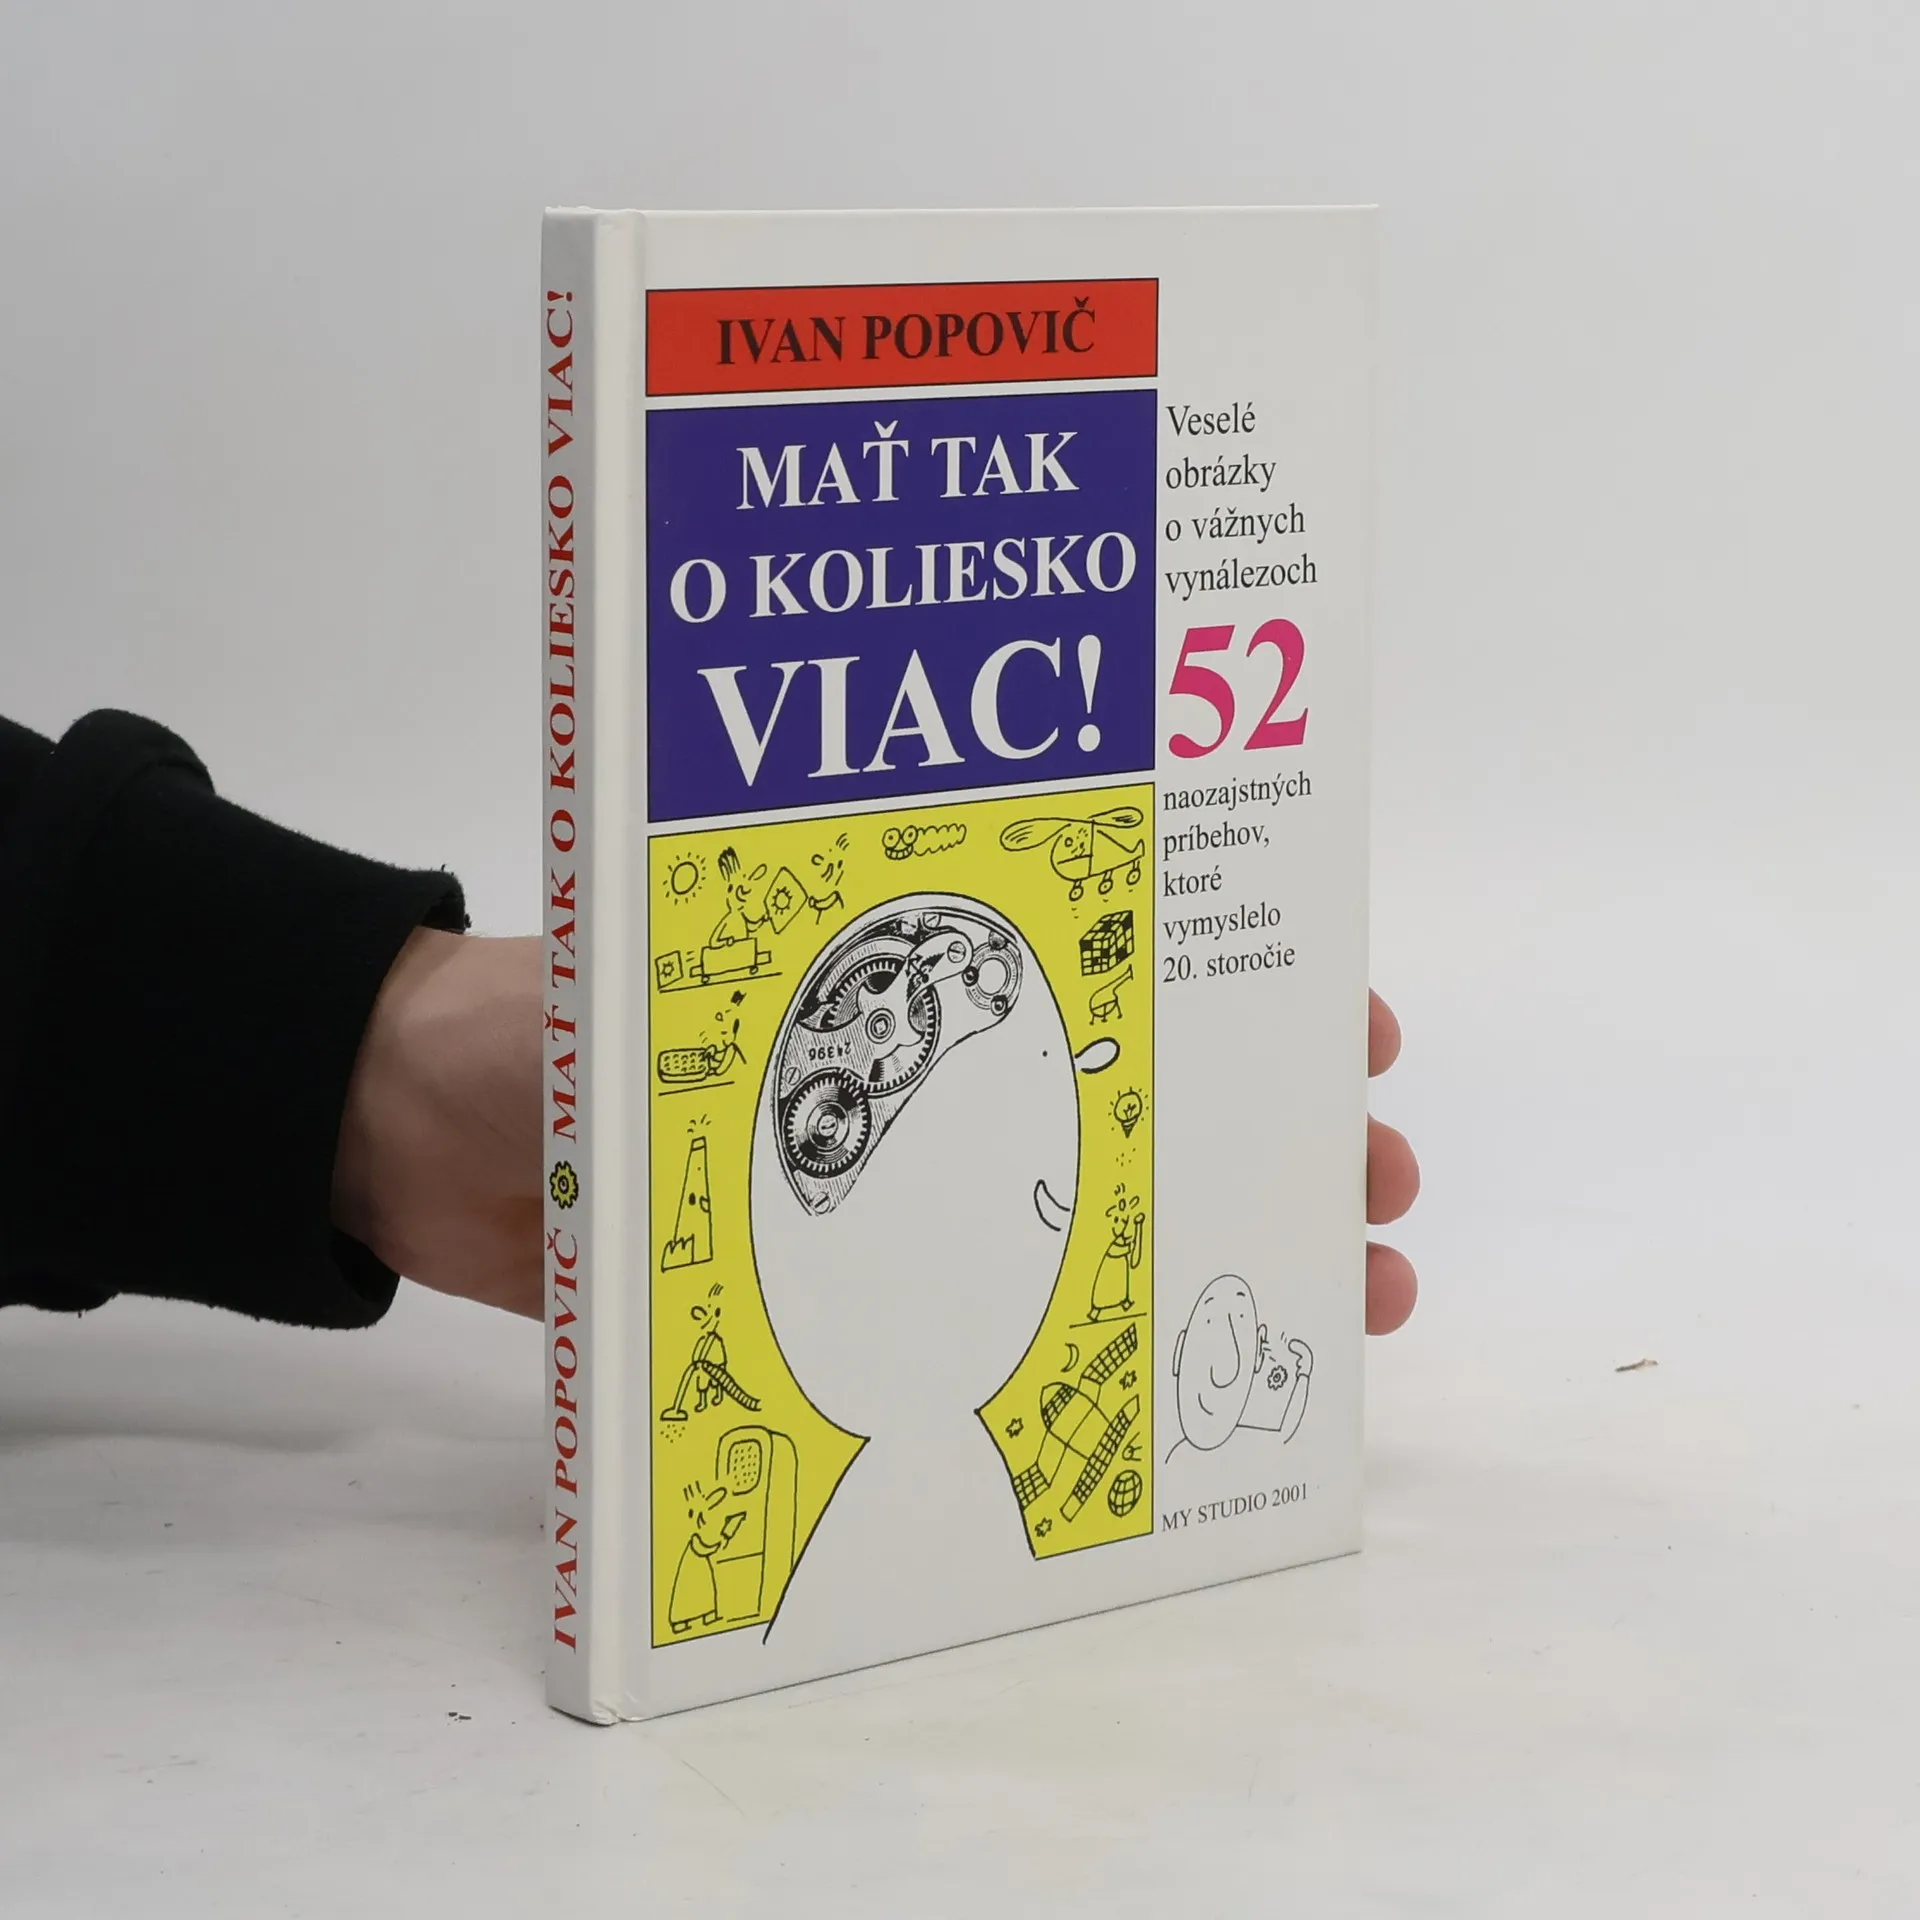 IVAN POPOVIČ MAŤ TAK O KOLIESKO VIAC!
IVAN POPOVIČ
MAŤ TAK
O KOLIESKO
VIAC!
Veselé
obrázky
o vážnych
vynálezoch
52
naozajstných
príbehov,
ktoré
vymyslelo
20. storočie
24396
MY STUDIO 2001